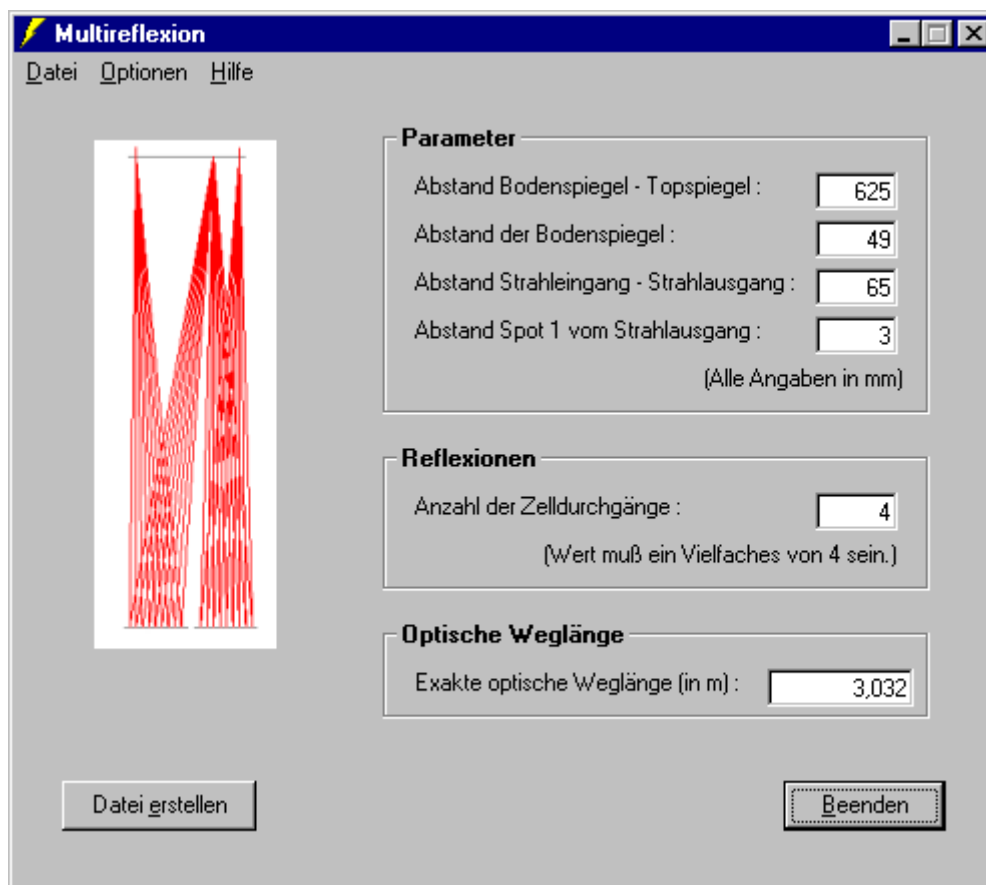 Multireflexion
Datei Optionen Hilfe
Parameter
Abstand Bodenspiegel - Topspiegel : 625
Abstand der Bodenspiegel : 49
Abstand Strahleingang - Strahlausgang : 65
Abstand Spot 1 vom Strahlausgang : 3
(Alle Angaben in mm)
Reflexionen
Anzahl der Zelldurchgänge : 4
(Wert muß ein Vielfaches von 4 sein.)
Optische Weglänge
Exakte optische Weglänge (in m) : 3,032
Datei erstellen
Beenden